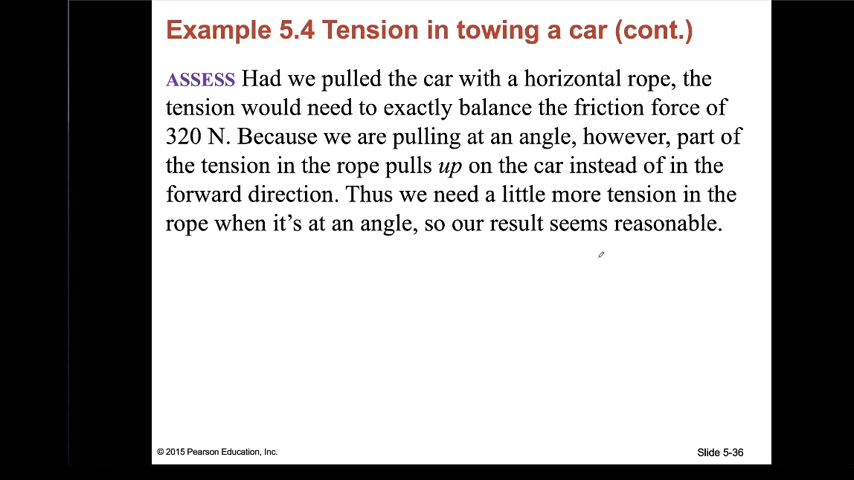 Example 5.4 Tension in towing a car (cont.)
ASSESS Had we pulled the car with a horizontal rope, the
tension would need to exactly balance the friction force of
320 N. Because we are pulling at an angle, however, part of
the tension in the rope pulls up on the car instead of in the
forward direction. Thus we need a little more tension in the
rope when it’s at an angle, so our result seems reasonable.
© 2015 Pearson Education, Inc.
Slide 5-36